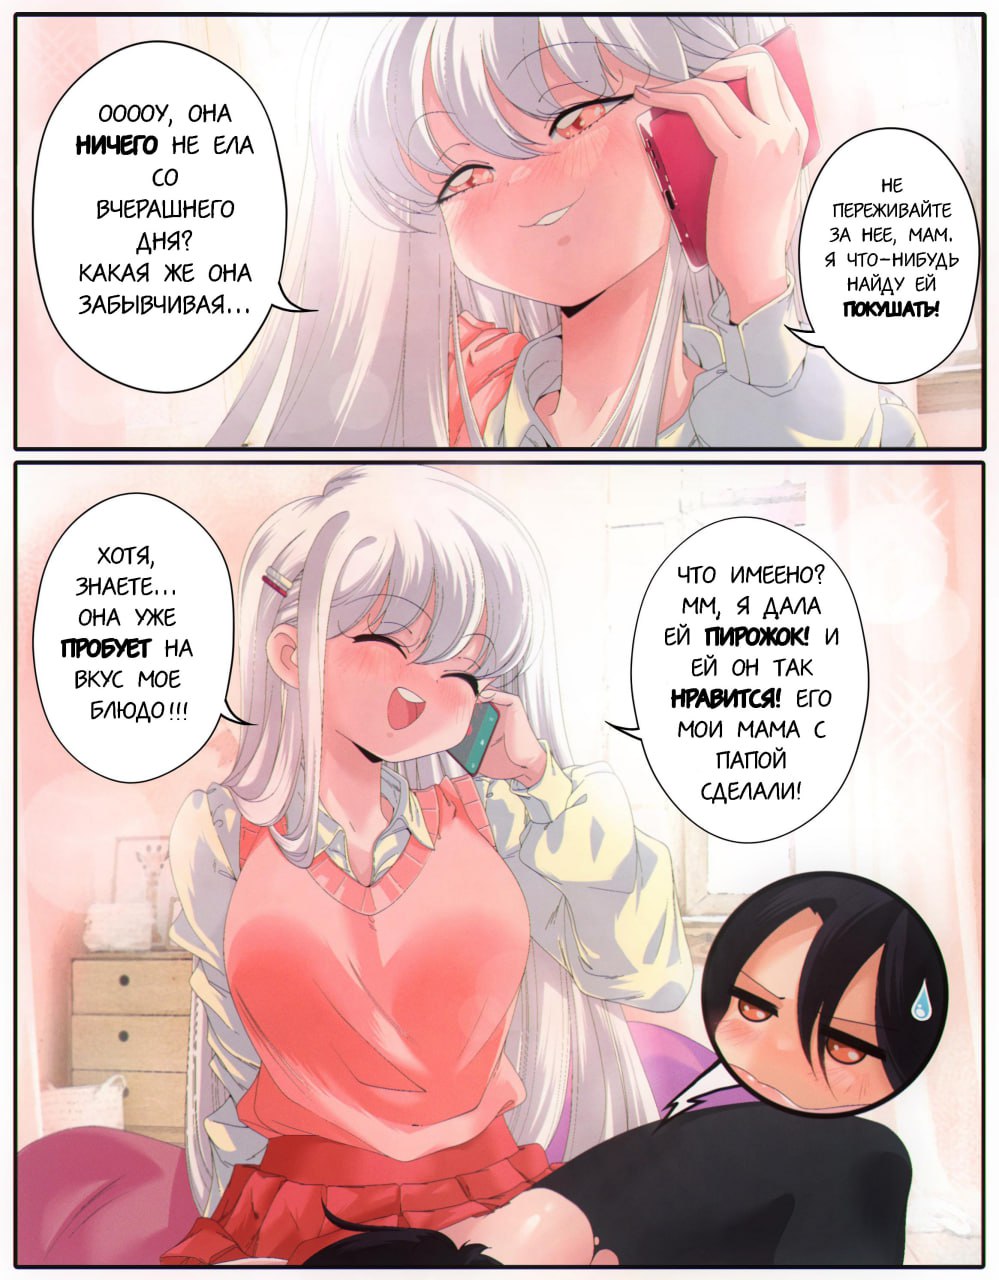 ООООУ, ОНА
НИЧЕГО НЕ ЕЛА
СО
ВЧЕРАШНЕГО
ДНЯ?
КАКАЯ ЖЕ ОНА
ЗАБЫВЧИВАЯ...
НЕ
ПЕРЕЖИВАЙТЕ
ЗА НЕЕ, МАМ.
Я ЧТО-НИБУДЬ
НАЙДУ ЕЙ
ПОКУШАТЬ!
ХОТЯ,
ЗНАЕТЕ...
ОНА УЖЕ
ПРОБУЕТ НА
ВКУС МОЕ
БЛЮДО!!!
ЧТО ИМЕЕНО?
ММ, Я ДАЛА
ЕЙ ПИРОЖОК! И
ЕЙ ОН ТАК
НРАВИТСЯ! ЕГО
МОИ МАМА С
ПАПОЙ
СДЕЛАЛИ!